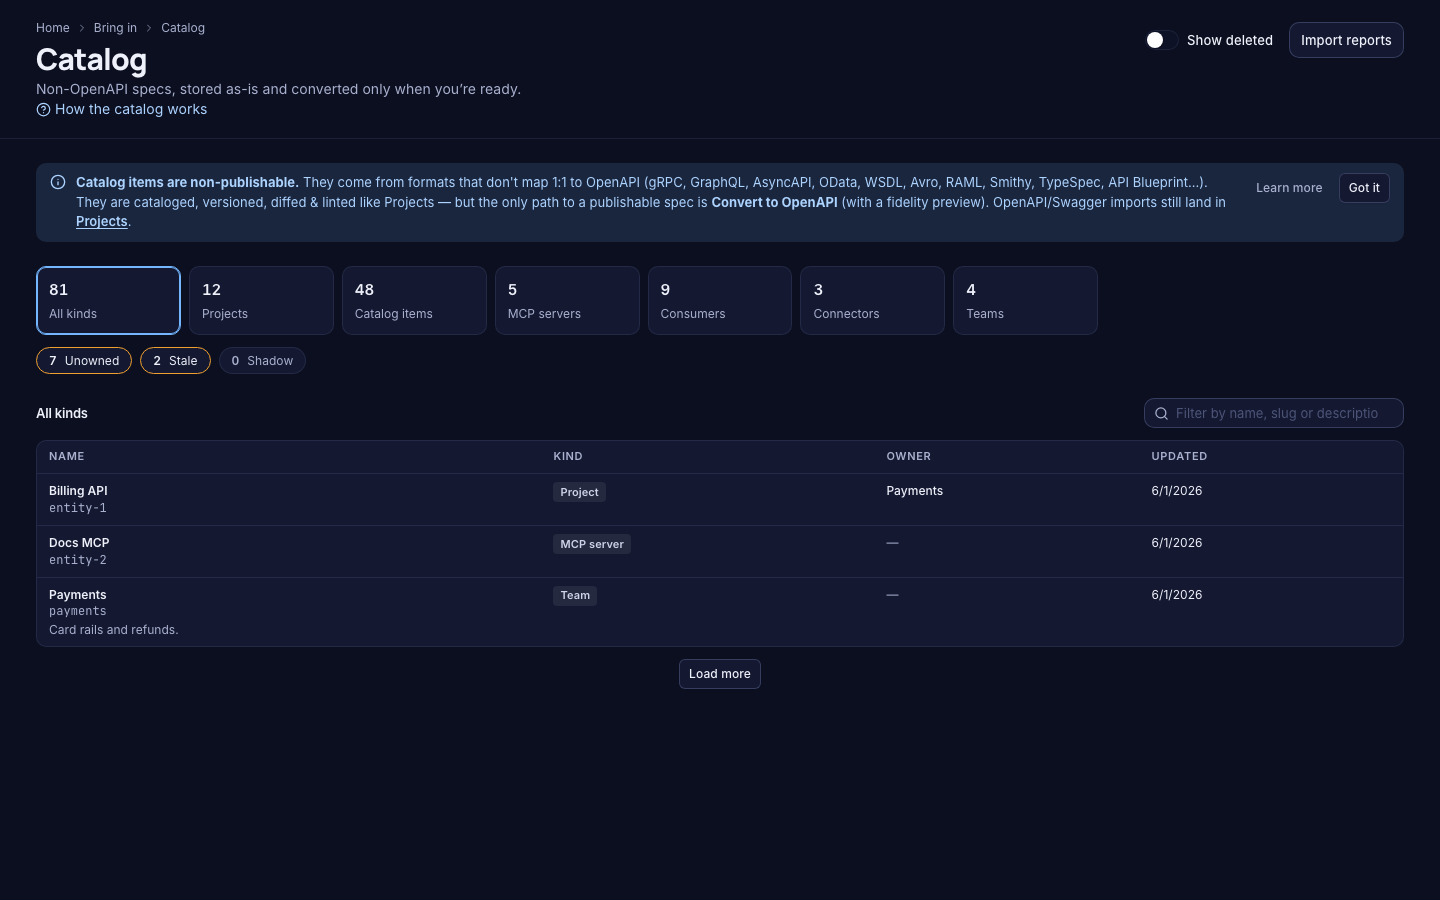 Home > Bring in > Catalog
Catalog
Non-OpenAPI specs, stored as-is and converted only when you’re ready.
How the catalog works
Show deleted
Import reports
Catalog items are non-publishable. They come from formats that don't map 1:1 to OpenAPI (gRPC, GraphQL, AsyncAPI, OData, WSDL, Avro, RAML, Smithy, TypeSpec, API Blueprint…).
They are cataloged, versioned, diffed & linted like Projects — but the only path to a publishable spec is Convert to OpenAPI (with a fidelity preview). OpenAPI/Swagger imports still land in
Projects.
Learn more
Got it
81
All kinds
12
Projects
48
Catalog items
5
MCP servers
9
Consumers
3
Connectors
4
Teams
7 Unowned
2 Stale
0 Shadow
All kinds
Filter by name, slug or descriptio
NAME KIND OWNER UPDATED
Billing API Project Payments 6/1/2026
entity-1
Docs MCP MCP server — 6/1/2026
entity-2
Payments Team — 6/1/2026
payments
Card rails and refunds.
Load more